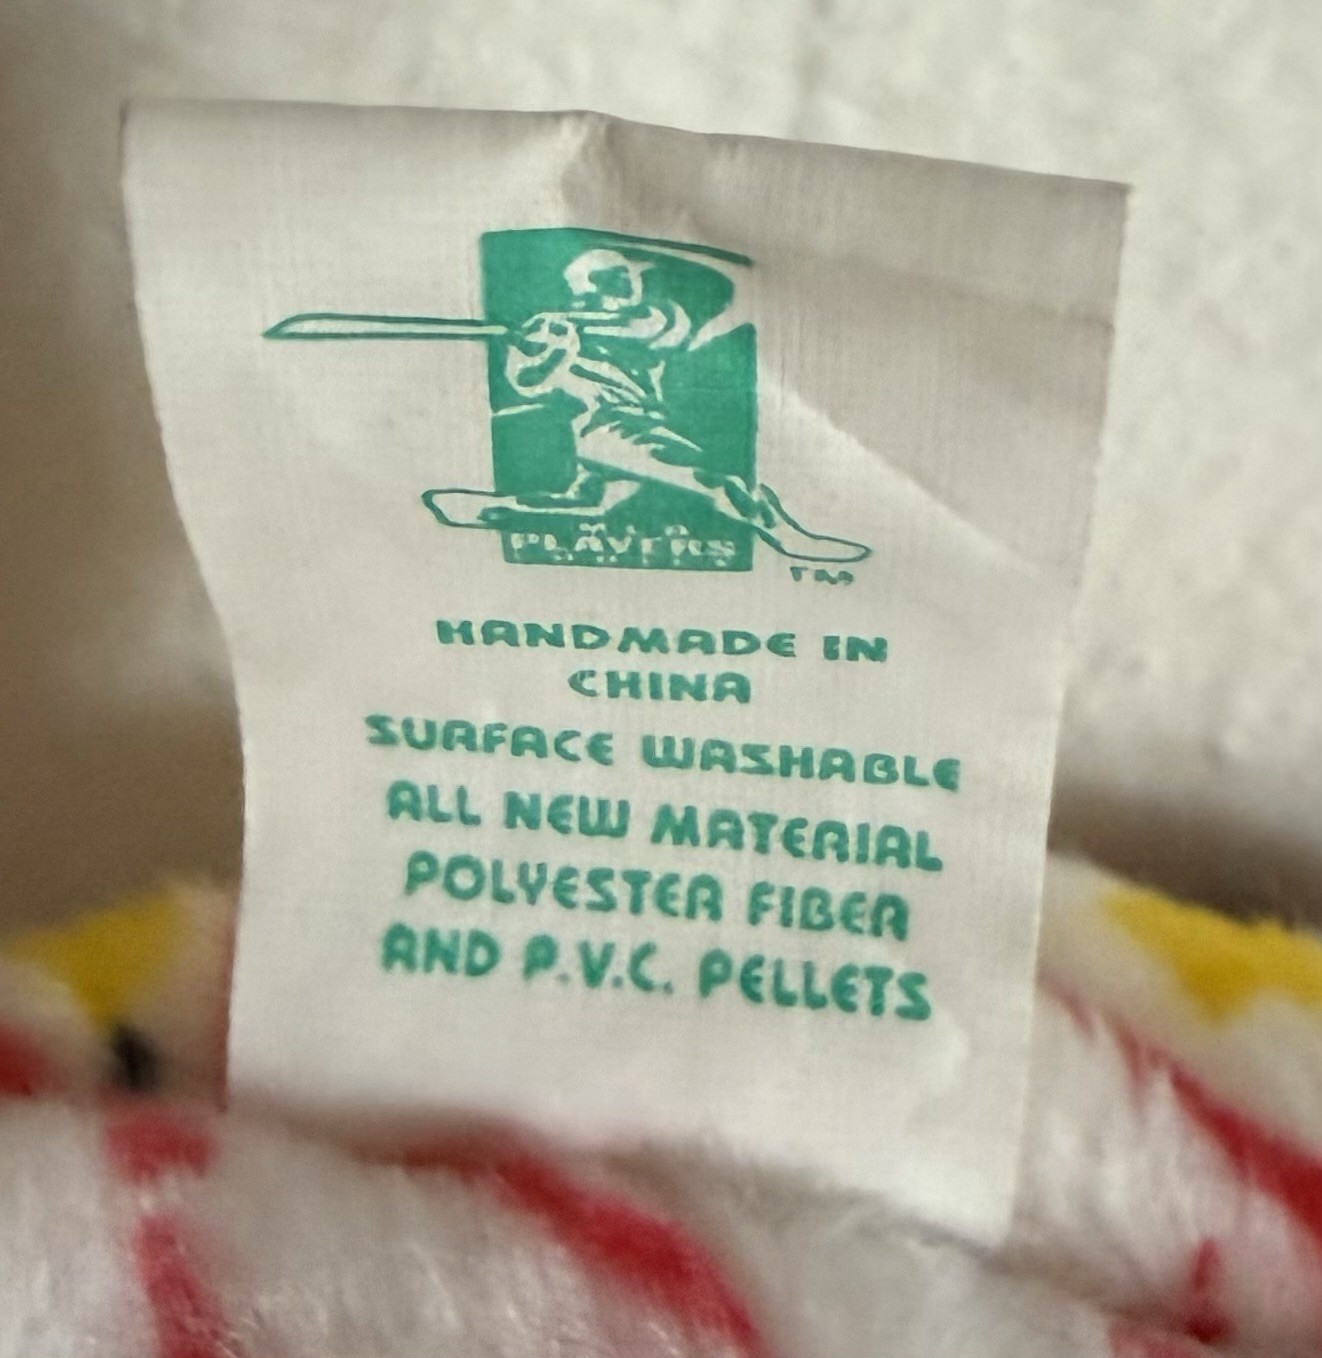 PLAYERS
TM
HANDMADE IN
CHINA
SURFACE WASHABLE
ALL NEW MATERIAL
POLYESTER FIBER
AND P.V.C. PELLETS